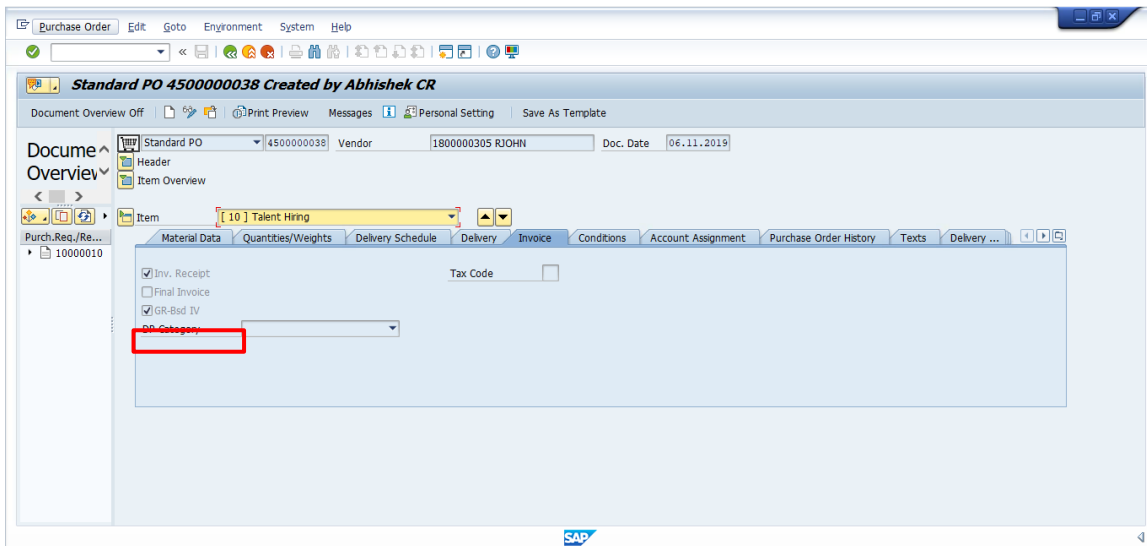 Purchase Order Edit Goto Environment System Help
Standard PO 4500000038 Created by Abhishek CR
Document Overview Off Print Preview Messages Personal Setting Save As Template
Docume
Overview
Standard PO 4500000038 Vendor 1800000305 RJOHN Doc. Date 06.11.2019
Header
Item Overview
Item [ 10 ] Talent Hiring
Purch.Req./Re...
10000010
Material Data Quantities/Weights Delivery Schedule Delivery Invoice Conditions Account Assignment Purchase Order History Texts Delivery ...
Inv. Receipt Tax Code
Final Invoice
GR-Bsd IV
DP Category
SAP